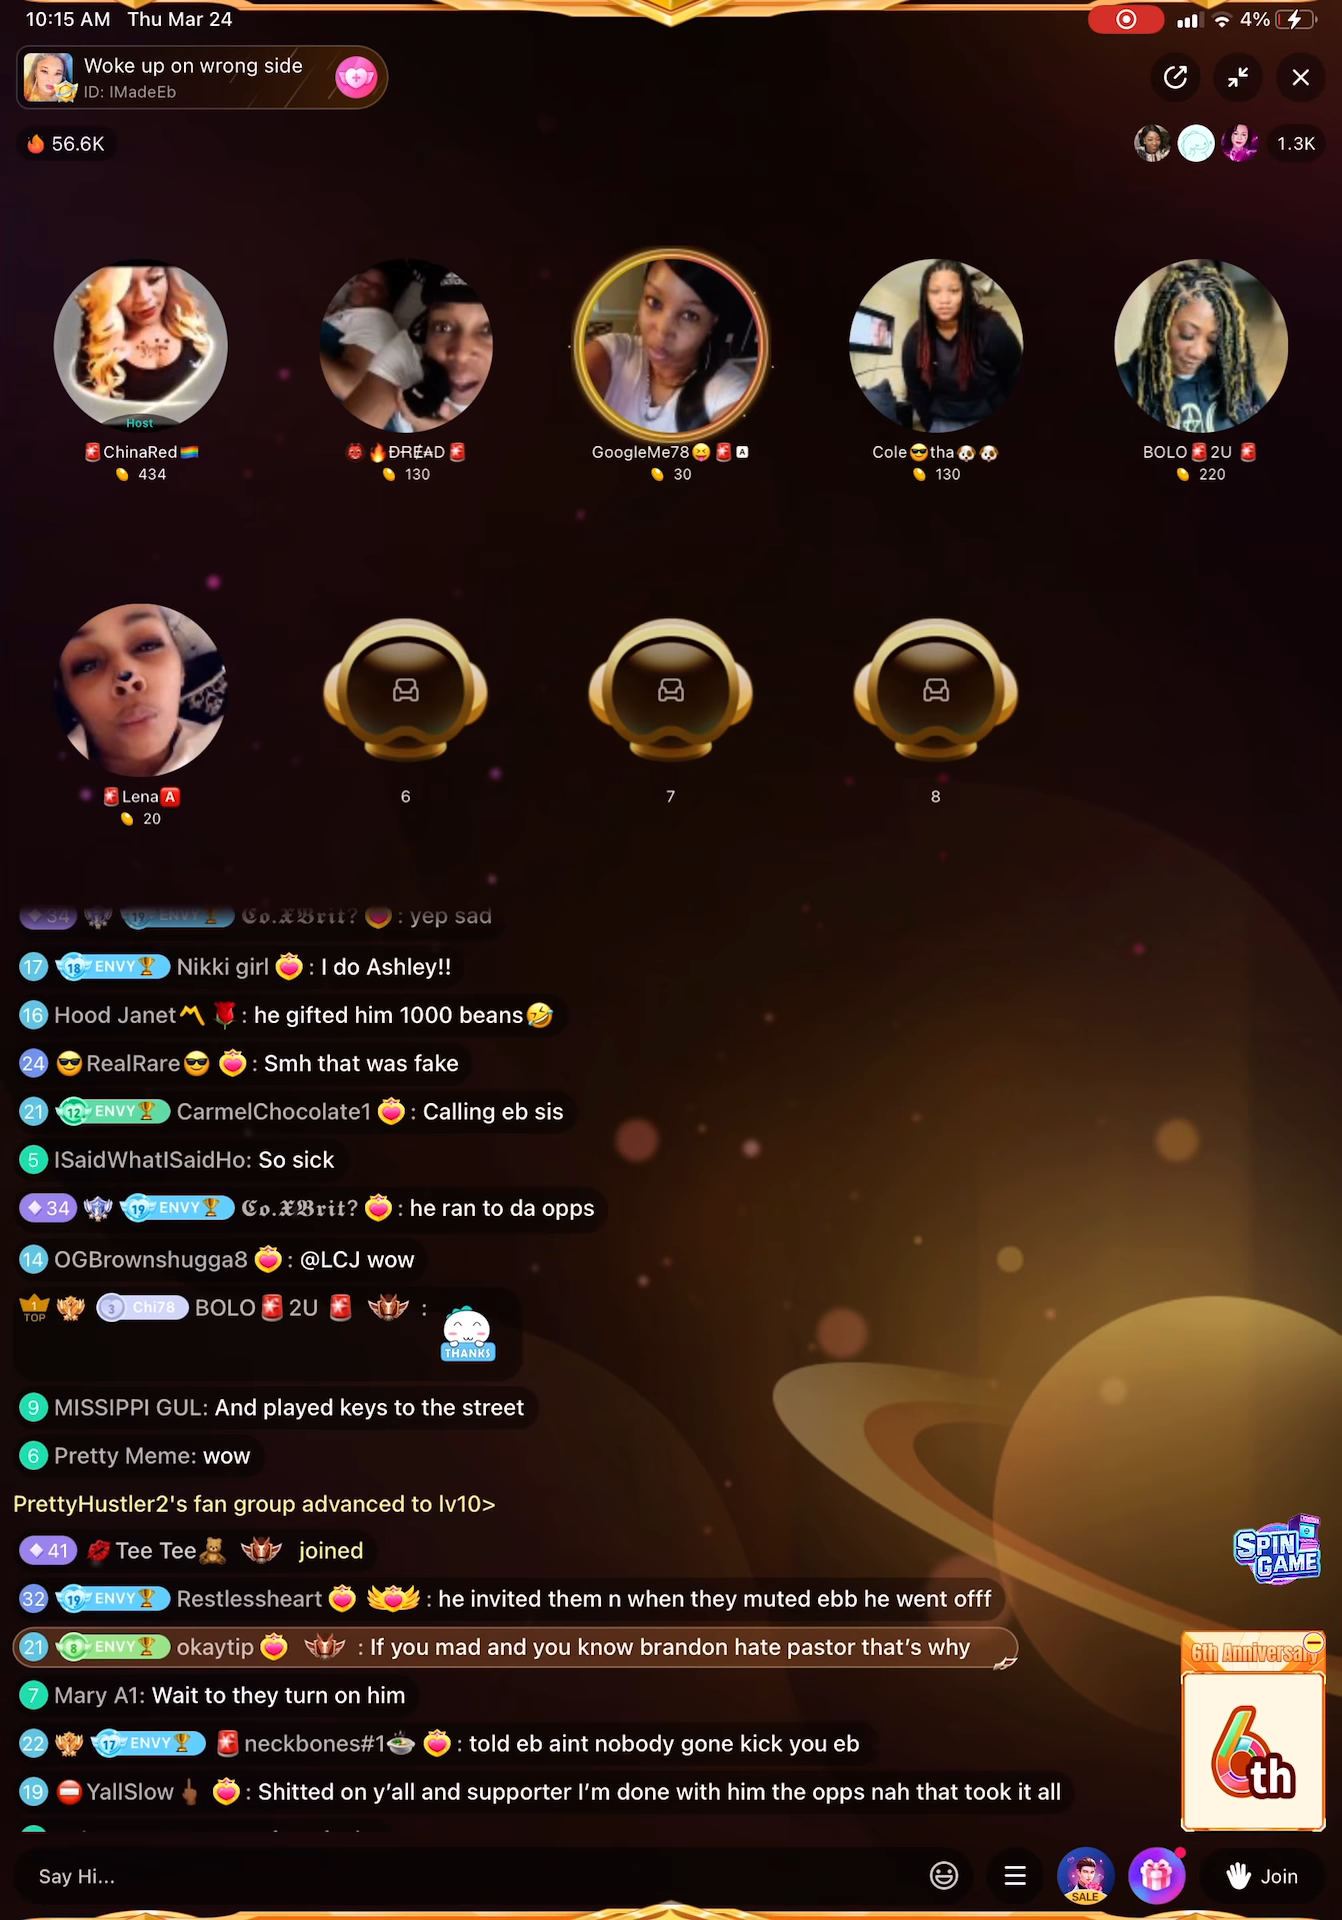 10:15 AM Thu Mar 24
4%
Woke up on wrong side
ID: IMadeEb
🔥 56.6K
1.3K
Host
🚨ChinaRed🏳️‍🌈
434
👹🔥DREAD🚨
130
GoogleMe78😝🚨🅰
30
Cole😎tha🐶🐶
130
BOLO🚨2U 🚨
220
🚨Lena🅰
20
6
7
8
34 19 ENVY🏆 𝕮𝖔.𝖃𝕭𝖗𝖎𝖙? : yep sad
17 18 ENVY🏆 Nikki girl : I do Ashley!!
16 Hood Janet〽️🌹: he gifted him 1000 beans🤣
24 😎RealRare😎 : Smh that was fake
21 12 ENVY🏆 CarmelChocolate1 : Calling eb sis
5 ISaidWhatISaidHo: So sick
34 19 ENVY🏆 𝕮𝖔.𝖃𝕭𝖗𝖎𝖙? : he ran to da opps
14 OGBrownshugga8 : @LCJ wow
1 TOP 3 Chi78 BOLO🚨2U 🚨 :
THANKS
9 MISSIPPI GUL: And played keys to the street
6 Pretty Meme: wow
PrettyHustler2's fan group advanced to lv10>
41 💋Tee Tee🧸 joined
32 19 ENVY🏆 Restlessheart : he invited them n when they muted ebb he went offf
21 8 ENVY🏆 okaytip : If you mad and you know brandon hate pastor that's why
7 Mary A1: Wait to they turn on him
22 17 ENVY🏆 🚨neckbones#1🍲 : told eb aint nobody gone kick you eb
19 ⛔YallSlow🖕🏾 : Shitted on y'all and supporter I'm done with him the opps nah that took it all
SPIN GAME
6th Anniversary
6th
Say Hi...
SALE
Join